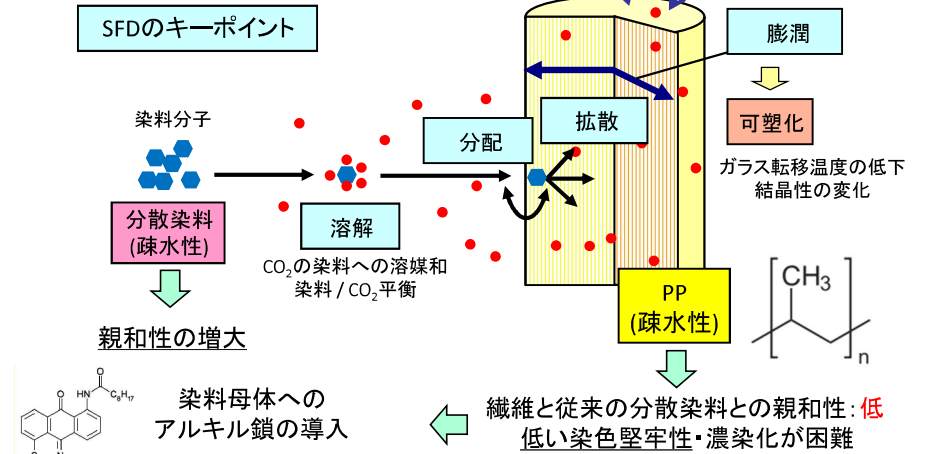 SFDのキーポイント
膨潤
可塑化
ガラス転移温度の低下
結晶性の変化
染料分子
分配
拡散
分散染料
(疎水性)
溶解
CO2の染料への溶媒和
染料 / CO2平衡
PP
(疎水性)
CH3
n
親和性の増大
O
HN
C8H17
O
染料母体への
アルキル鎖の導入
繊維と従来の分散染料との親和性：低
低い染色堅牢性・濃染化が困難